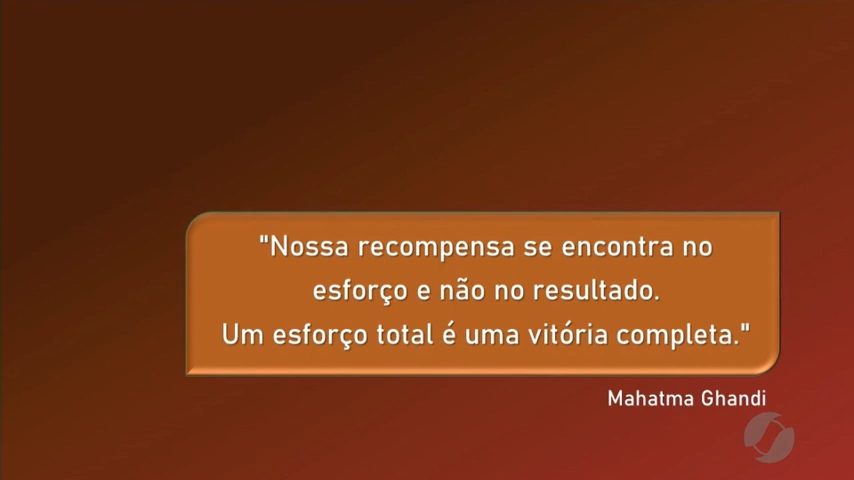 "Nossa recompensa se encontra no
esforço e não no resultado.
Um esforço total é uma vitória completa."
Mahatma Ghandi